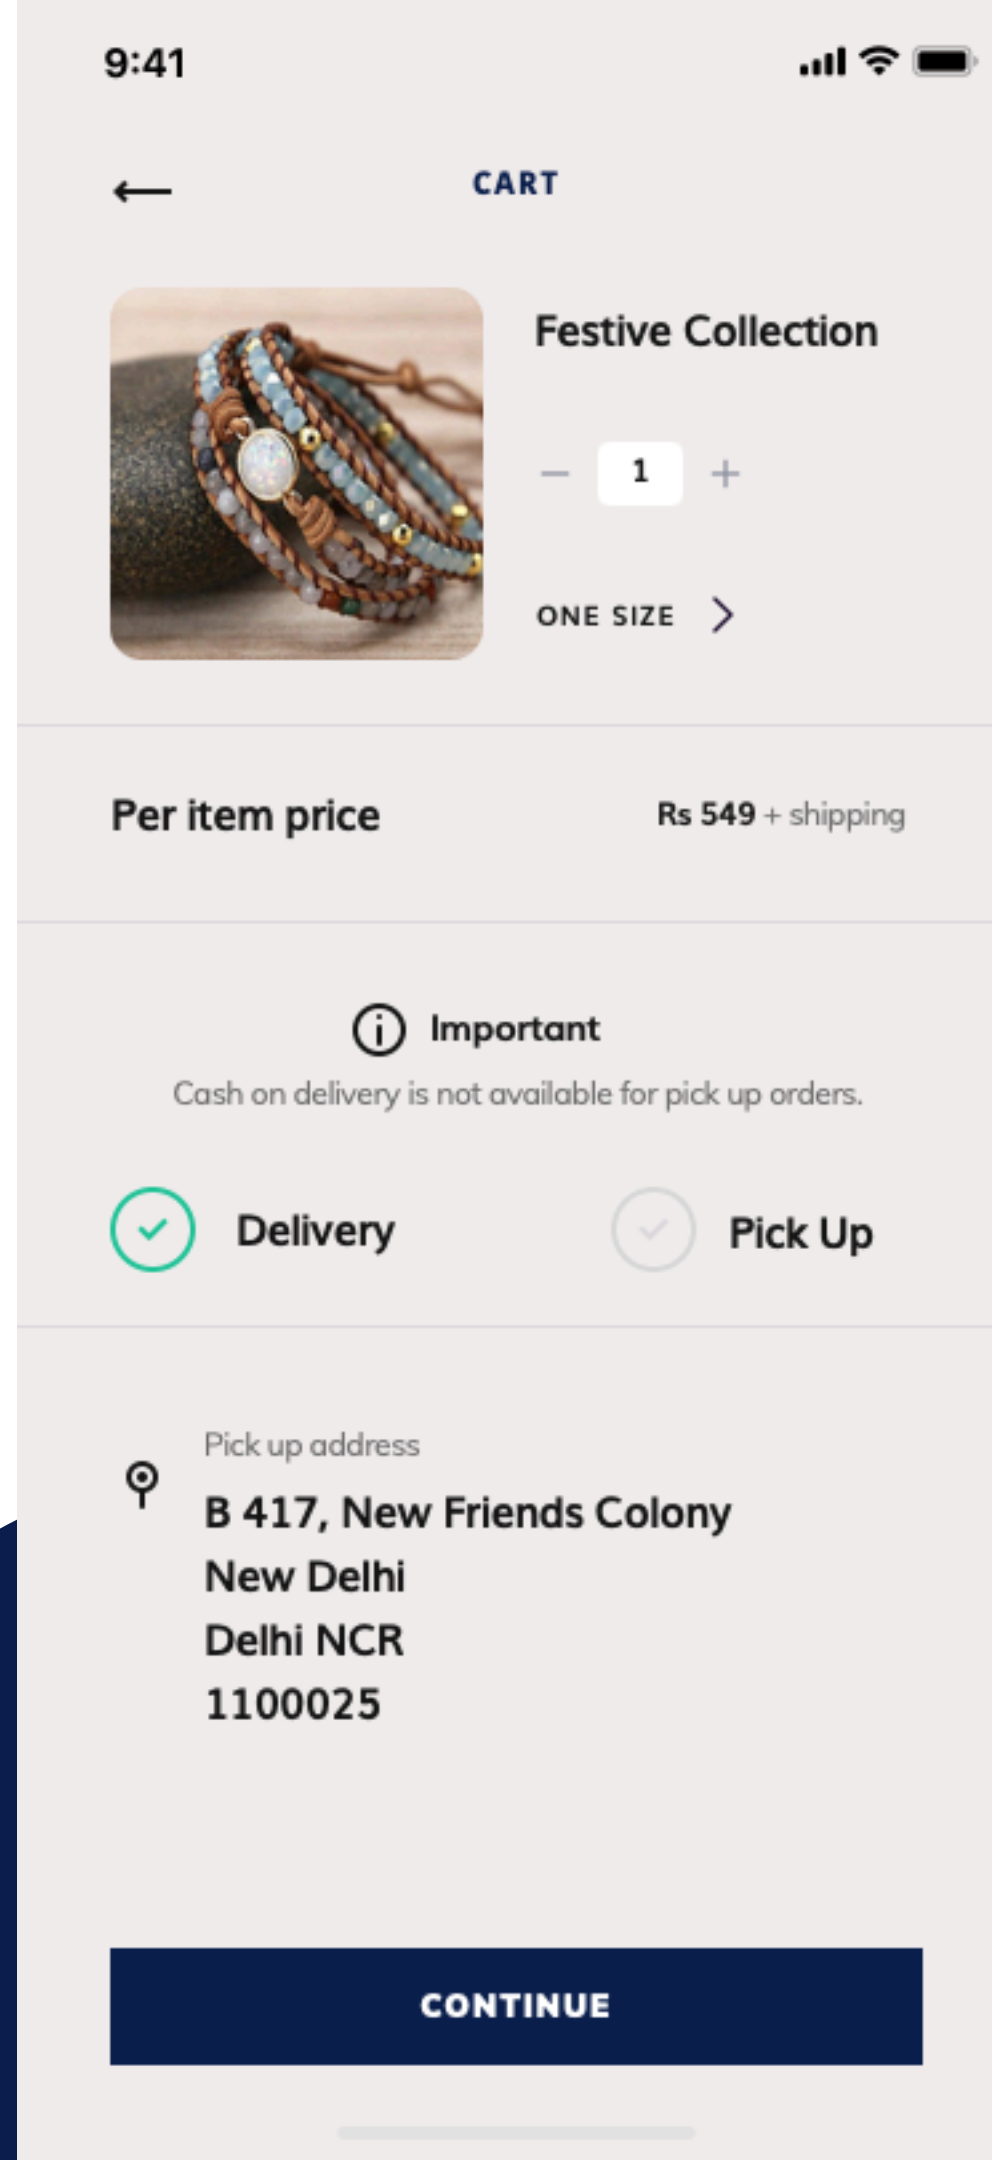 9:41
CART
Festive Collection
− 1 +
ONE SIZE
Per item price
Rs 549 + shipping
Important
Cash on delivery is not available for pick up orders.
Delivery
Pick Up
Pick up address
B 417, New Friends Colony
New Delhi
Delhi NCR
1100025
CONTINUE